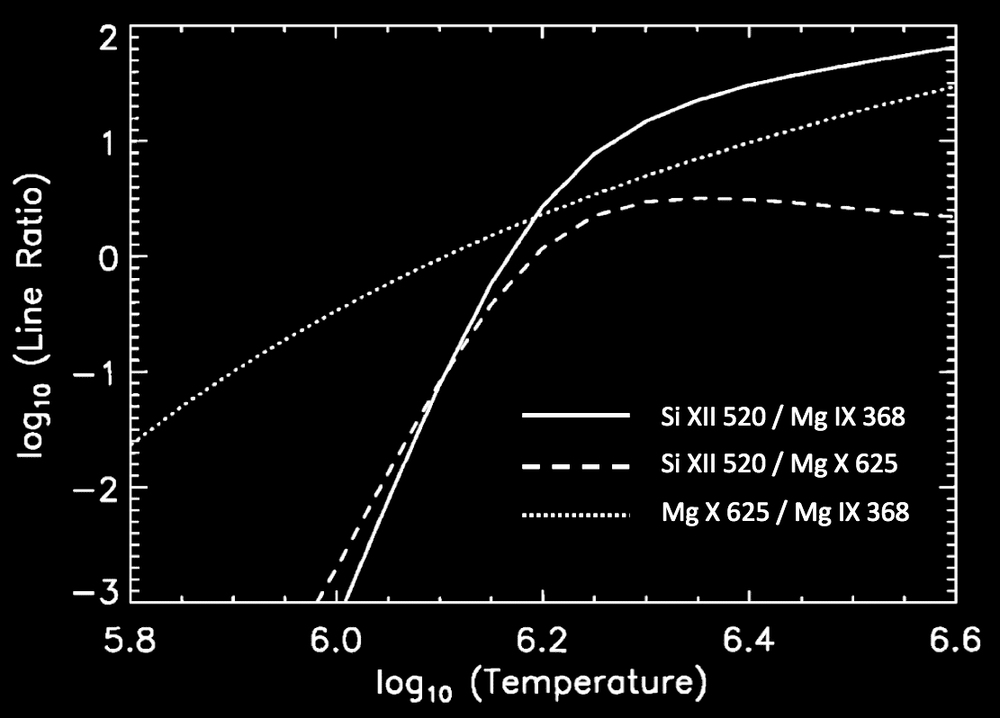 2
1
0
−1
−2
−3
log10 (Line Ratio)
Si XII 520 / Mg IX 368
Si XII 520 / Mg X 625
Mg X 625 / Mg IX 368
5.8 6.0 6.2 6.4 6.6
log10 (Temperature)